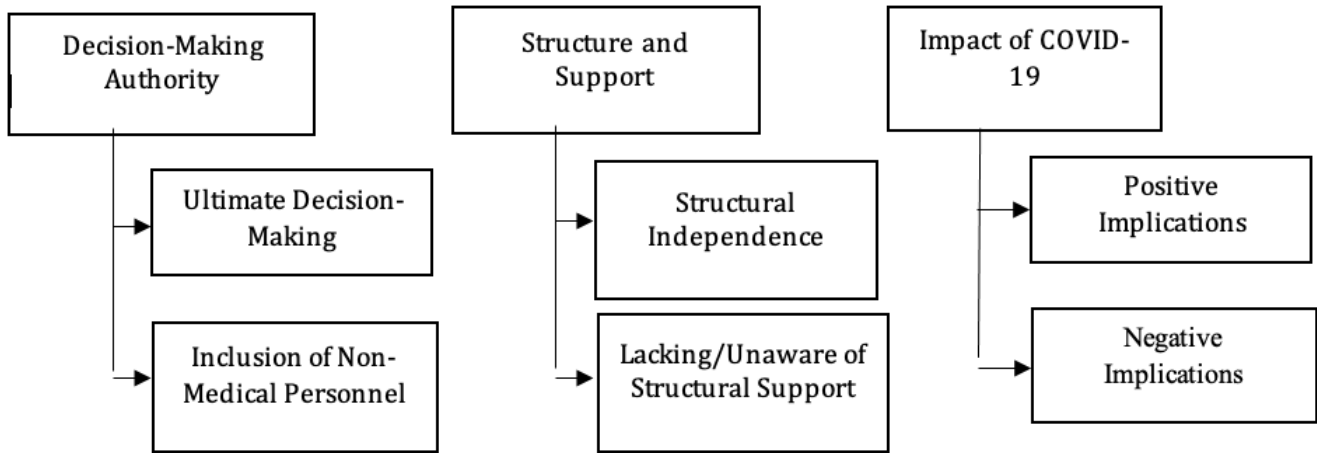 Decision-Making
Authority
Ultimate Decision-
Making
Inclusion of Non-
Medical Personnel
Structure and
Support
Structural
Independence
Lacking/Unaware of
Structural Support
Impact of COVID-
19
Positive
Implications
Negative
Implications